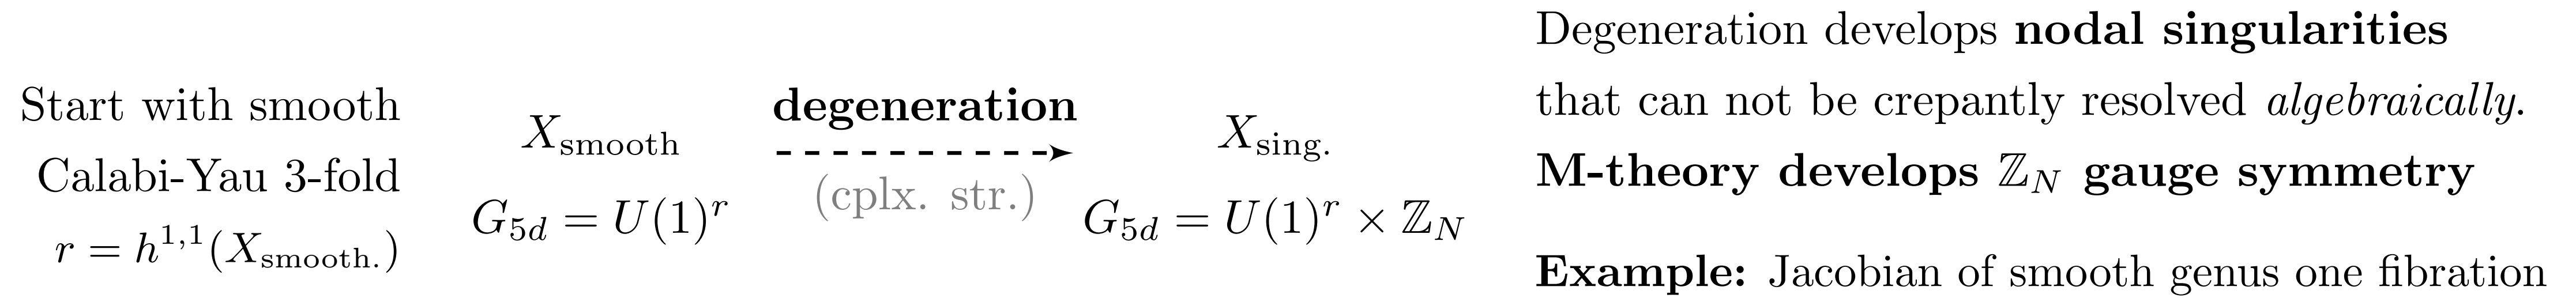 Start with smooth
Calabi-Yau 3-fold
r = h^{1,1}(X_{smooth.})
X_{smooth}
G_{5d} = U(1)^r
degeneration
(cplx. str.)
X_{sing.}
G_{5d} = U(1)^r × ℤ_N
Degeneration develops nodal singularities
that can not be crepantly resolved algebraically.
M-theory develops ℤ_N gauge symmetry
Example: Jacobian of smooth genus one fibration